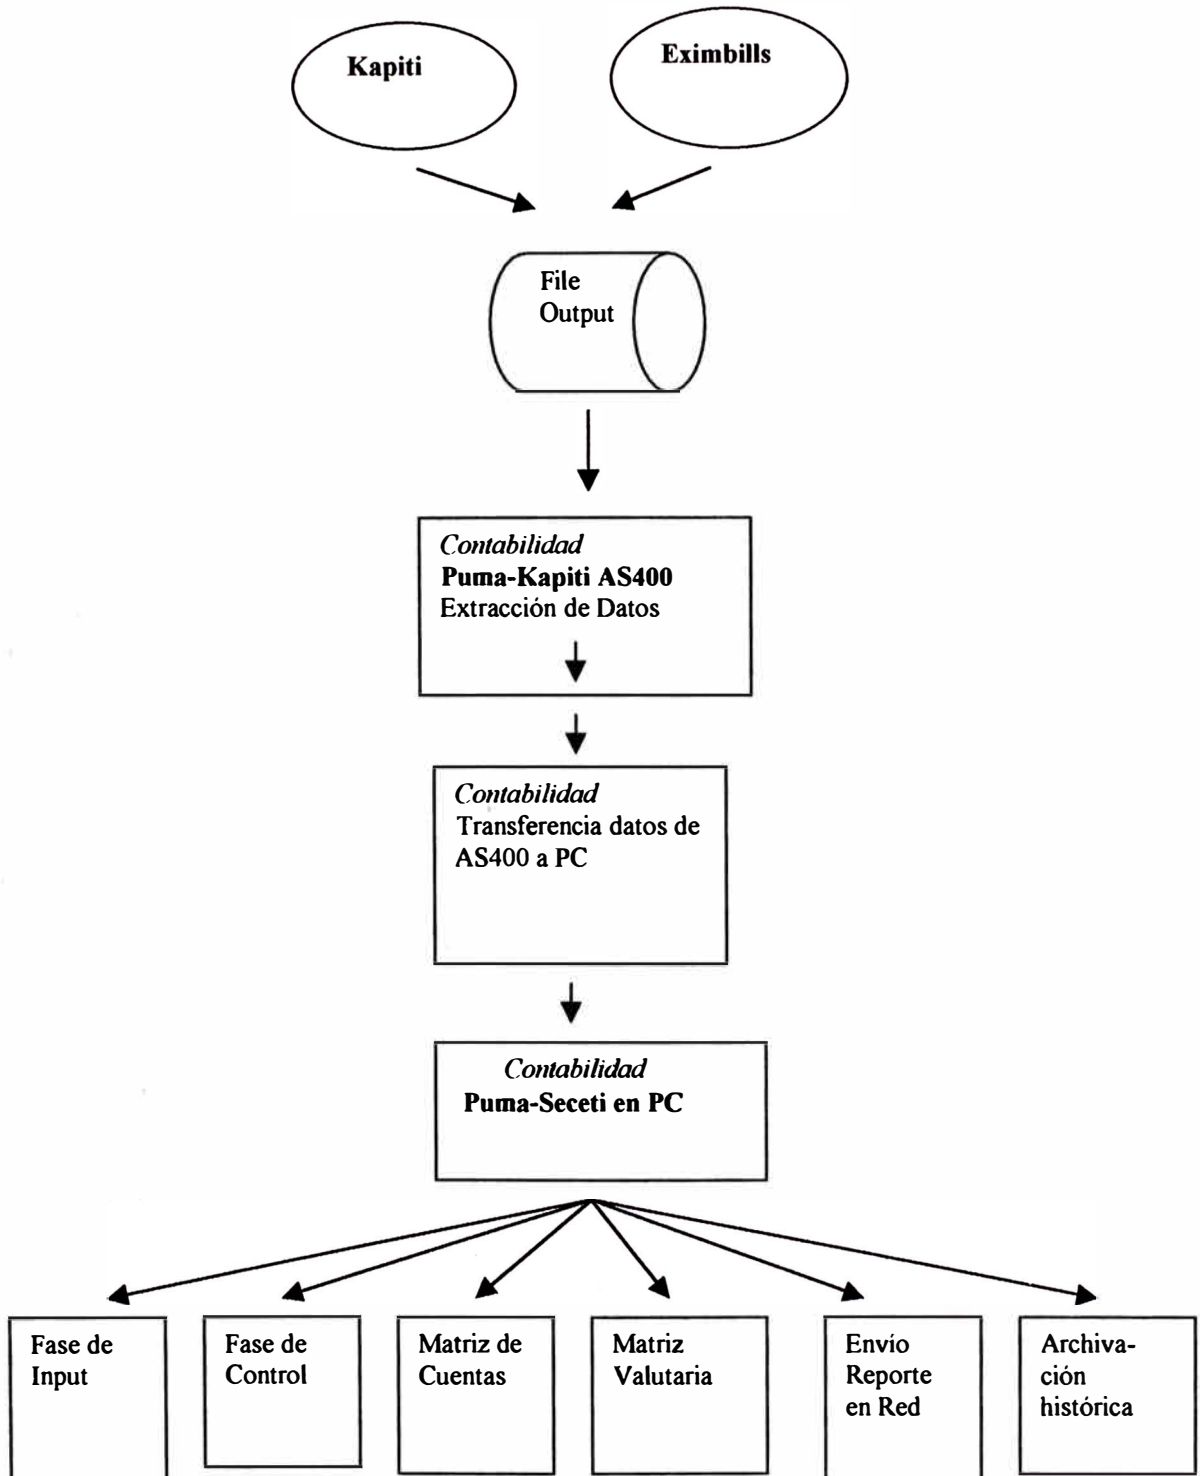 Kapiti
Eximbills
File
Output
Contabilidad
Puma-Kapiti AS400
Extracción de Datos
Contabilidad
Transferencia datos de
AS400 a PC
Contabilidad
Puma-Seceti en PC
Fase de
Input
Fase de
Control
Matriz de
Cuentas
Matriz
Valutaria
Envío
Reporte
en Red
Archiva-
ción
histórica